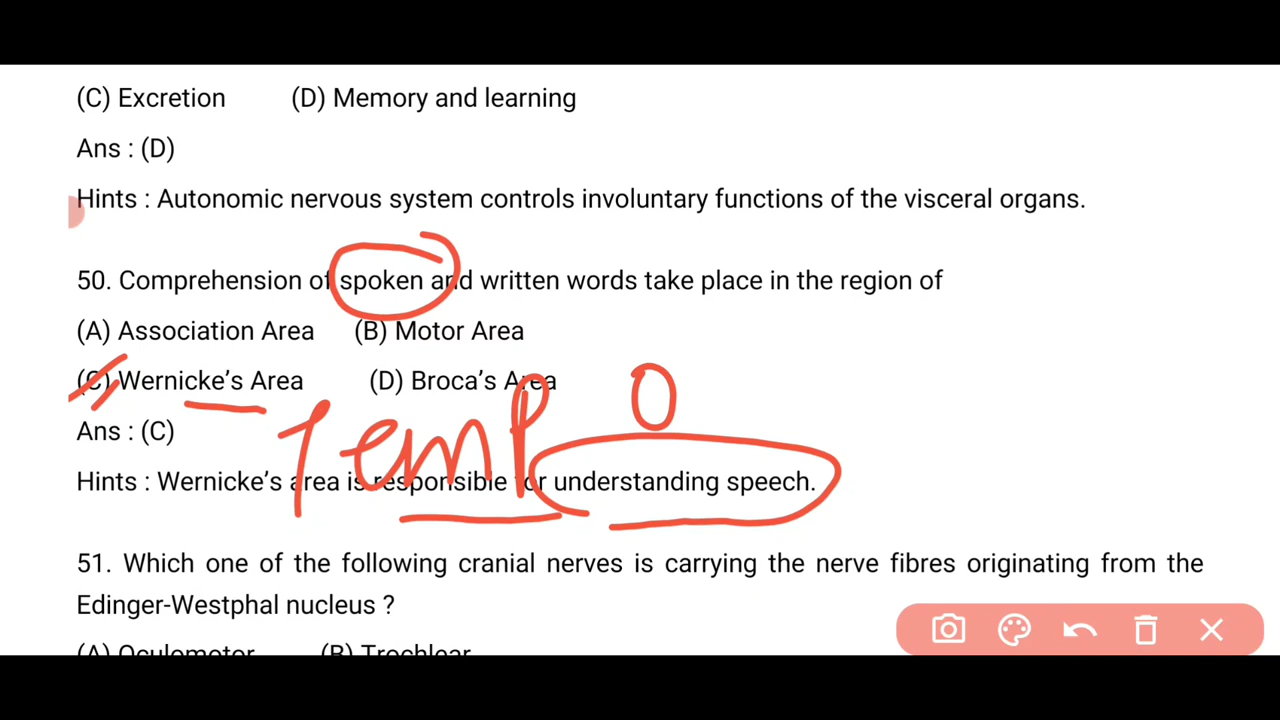 (C) Excretion (D) Memory and learning
Ans : (D)
Hints : Autonomic nervous system controls involuntary functions of the visceral organs.
50. Comprehension of spoken and written words take place in the region of
(A) Association Area (B) Motor Area
(C) Wernicke’s Area (D) Broca’s Area
O
Temp
Ans : (C)
Hints : Wernicke’s area is responsible for understanding speech.
51. Which one of the following cranial nerves is carrying the nerve fibres originating from the
Edinger-Westphal nucleus ?
(A) Oculomotor (B) Trochlear